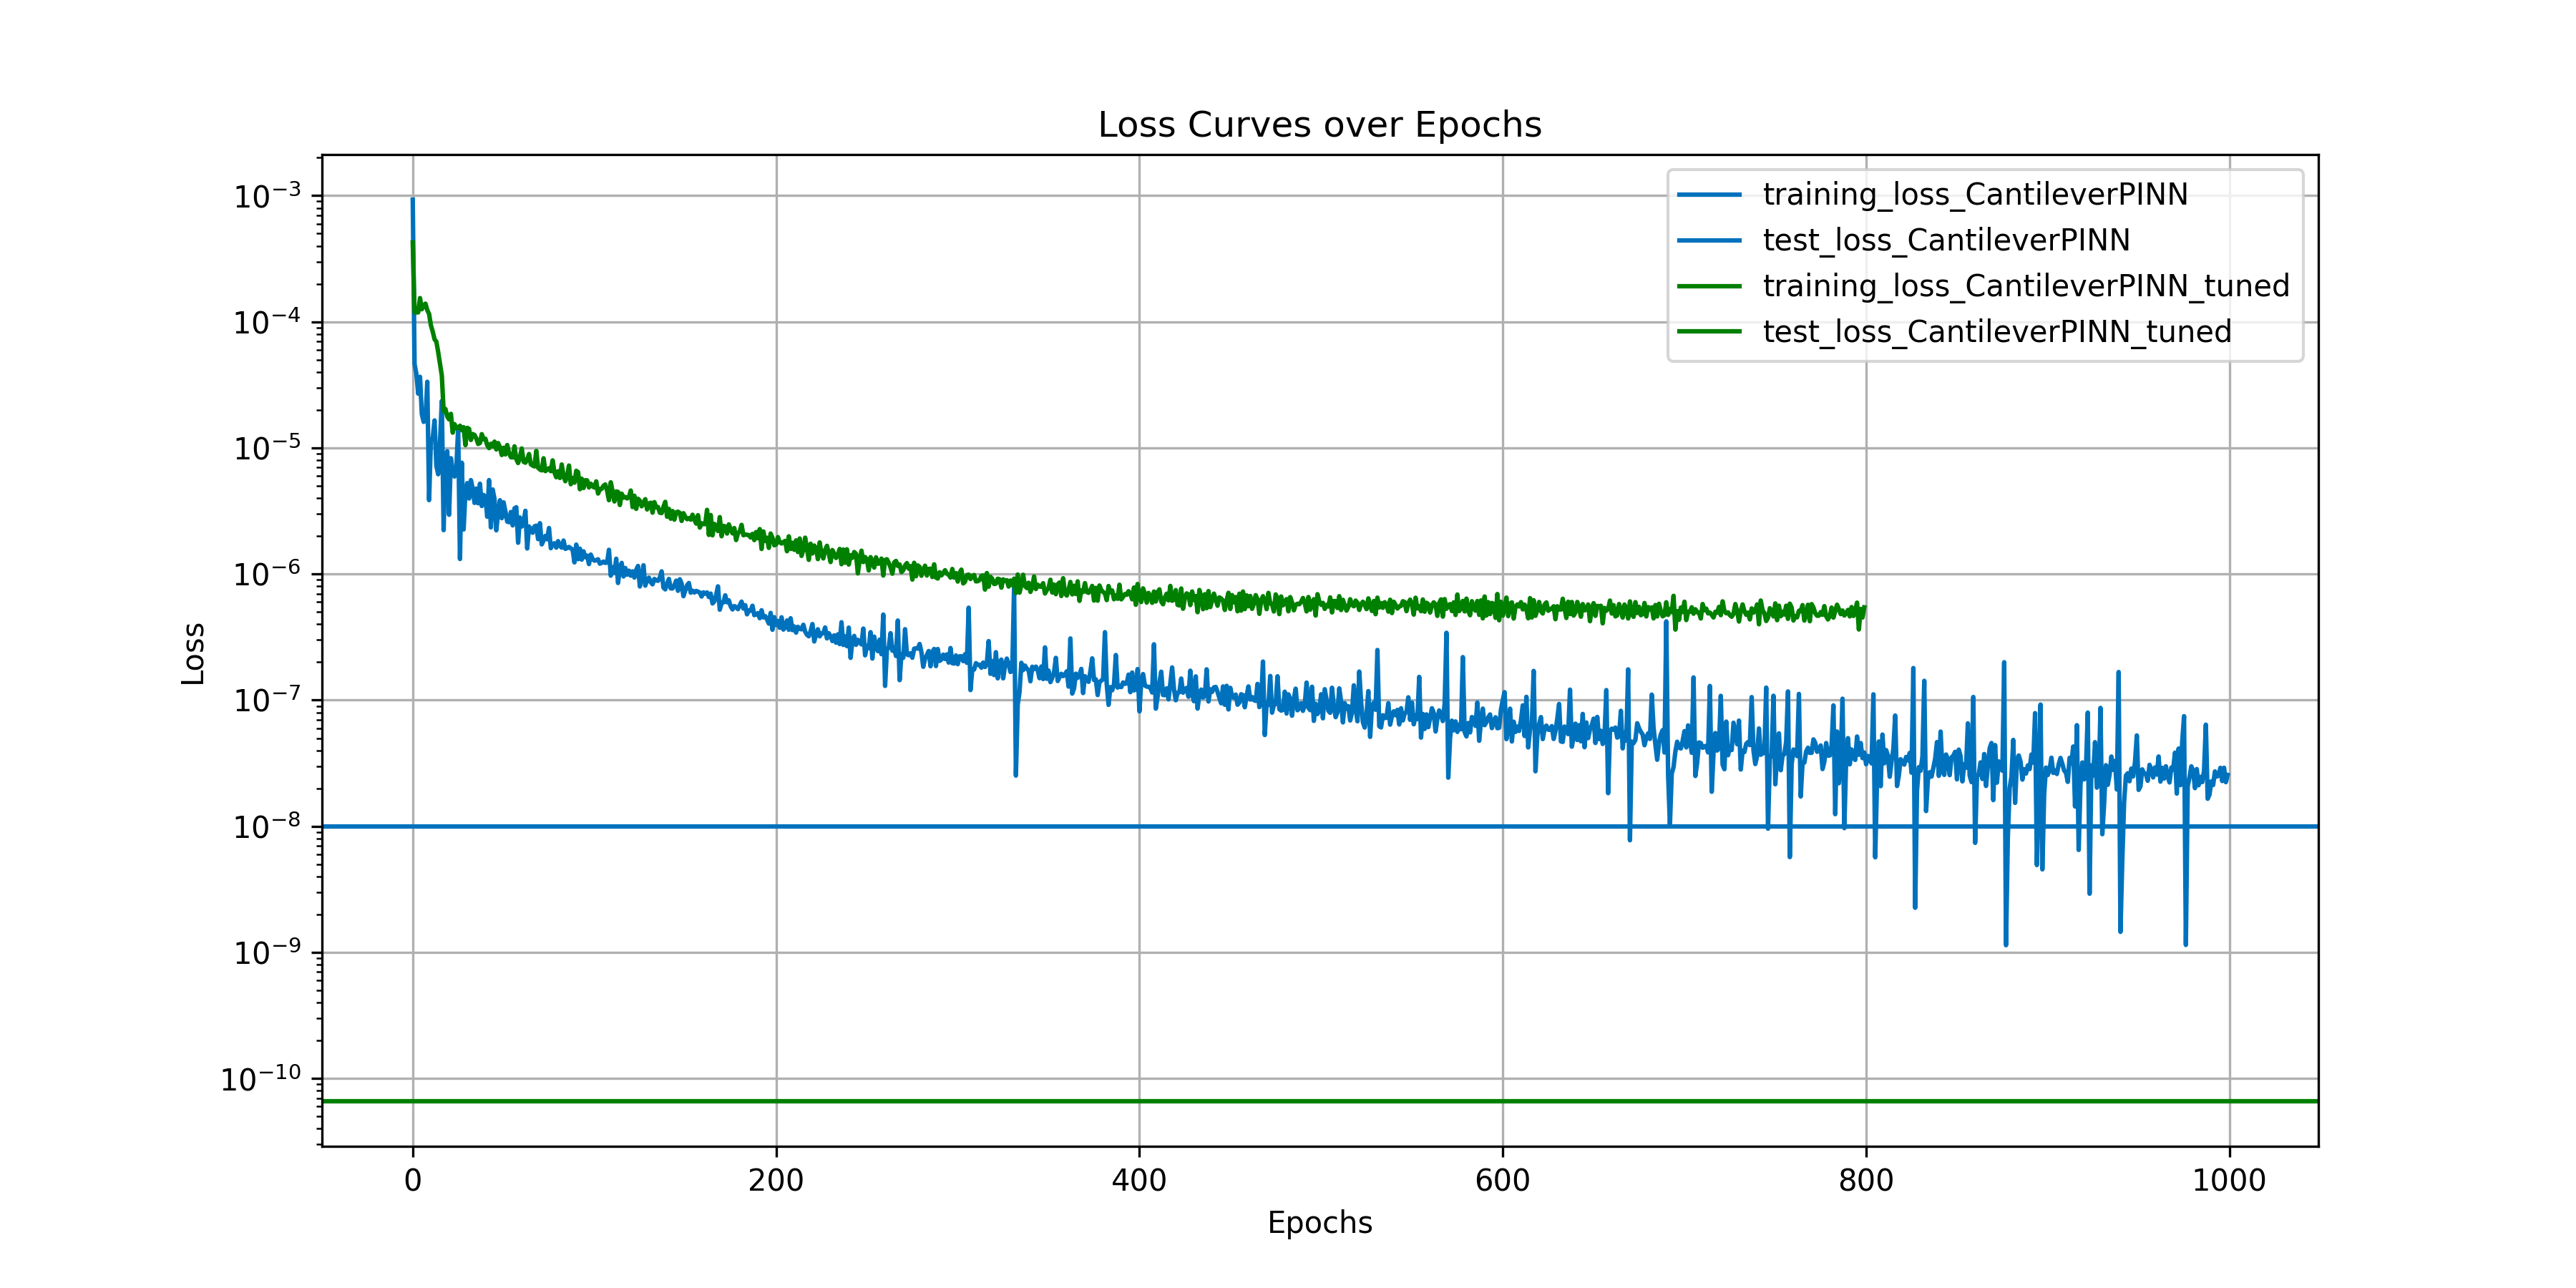 Loss Curves over Epochs
training_loss_CantileverPINN
test_loss_CantileverPINN
training_loss_CantileverPINN_tuned
test_loss_CantileverPINN_tuned
Loss
10⁻³
10⁻⁴
10⁻⁵
10⁻⁶
10⁻⁷
10⁻⁸
10⁻⁹
10⁻¹⁰
0 200 400 600 800 1000
Epochs